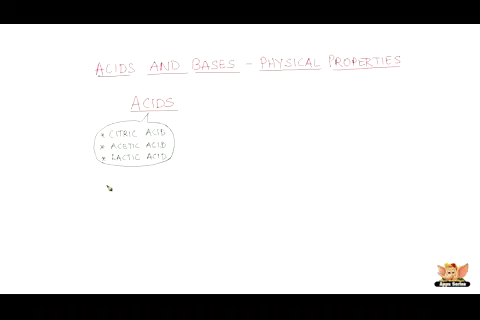 ACIDS AND BASES - PHYSICAL PROPERTIES
ACIDS
* CITRIC ACID
* ACETIC ACID
* LACTIC ACID
Appu Series